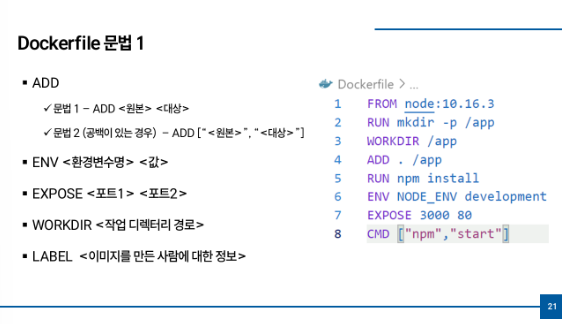 Dockerfile 문법 1
▪ ADD
✓ 문법 1 – ADD <원본> <대상>
✓ 문법 2 (공백이 있는 경우) – ADD [“<원본>”, “<대상>”]
▪ ENV <환경변수명> <값>
▪ EXPOSE <포트1> <포트2>
▪ WORKDIR <작업 디렉터리 경로>
▪ LABEL <이미지를 만든 사람에 대한 정보>
Dockerfile > ...
1 FROM node:10.16.3
2 RUN mkdir -p /app
3 WORKDIR /app
4 ADD . /app
5 RUN npm install
6 ENV NODE_ENV development
7 EXPOSE 3000 80
8 CMD ["npm","start"]
21